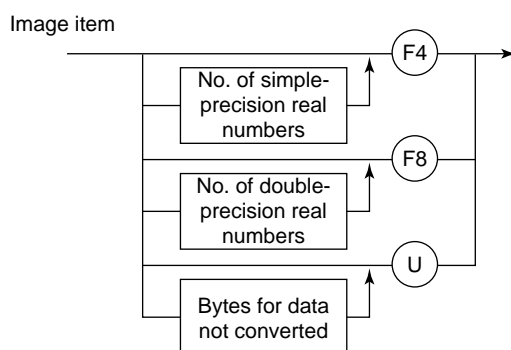 Image item
F4
No. of simple-
precision real
numbers
F8
No. of double-
precision real
numbers
U
Bytes for data
not converted